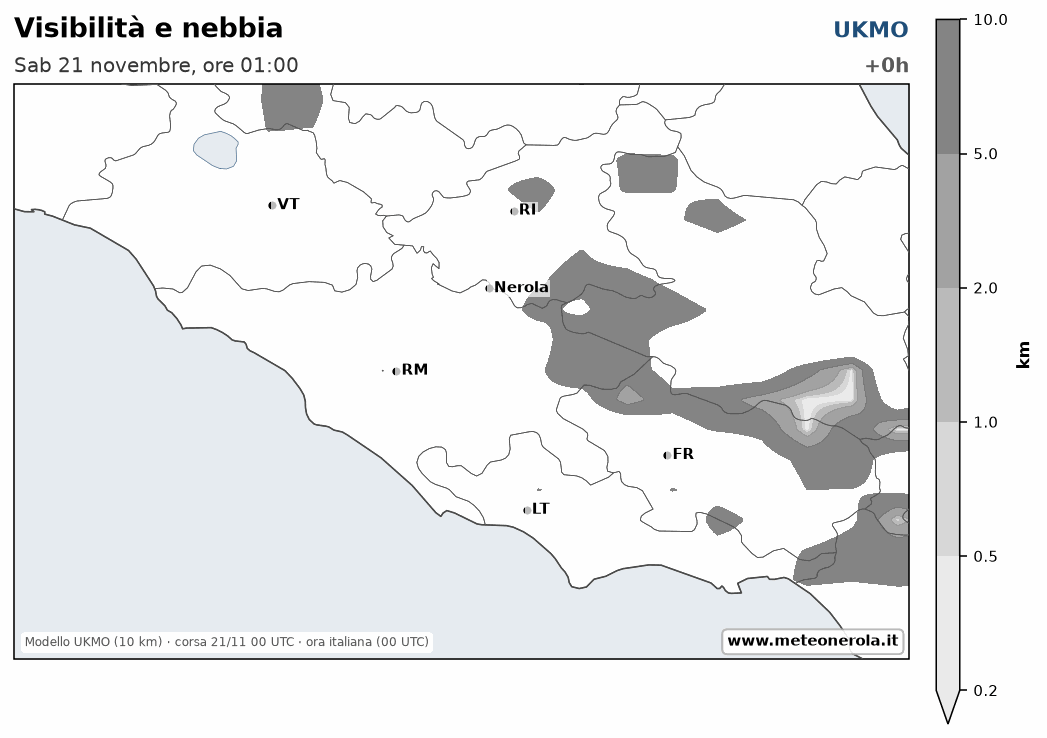 Visibilità e nebbia
UKMO
Sab 21 novembre, ore 01:00
+0h
10.0
5.0
2.0
1.0
0.5
0.2
km
VT
RI
Nerola
RM
FR
LT
Modello UKMO (10 km) · corsa 21/11 00 UTC · ora italiana (00 UTC)
www.meteonerola.it